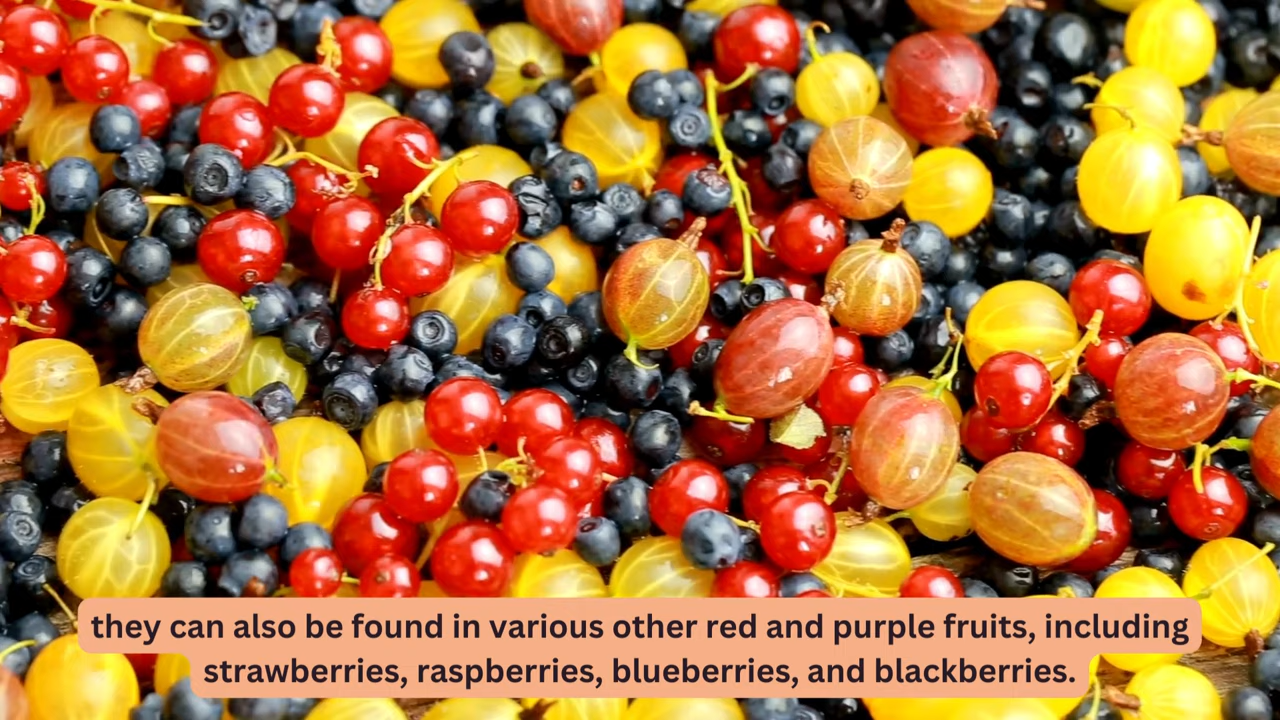 they can also be found in various other red and purple fruits, including
strawberries, raspberries, blueberries, and blackberries.